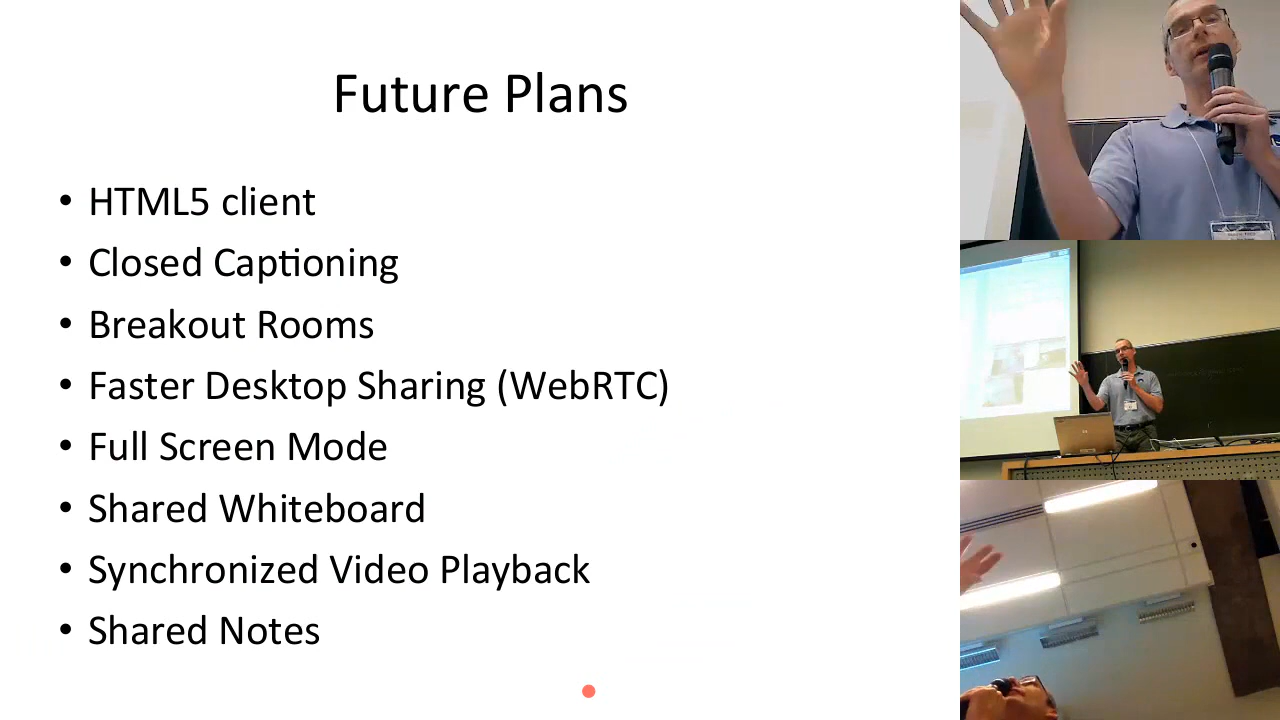 Future Plans
• HTML5 client
• Closed Captioning
• Breakout Rooms
• Faster Desktop Sharing (WebRTC)
• Full Screen Mode
• Shared Whiteboard
• Synchronized Video Playback
• Shared Notes